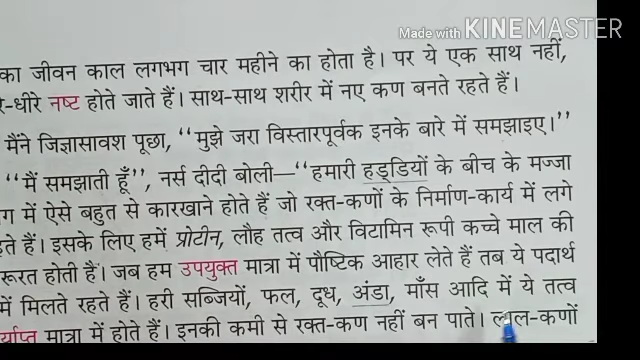 Made with KINEMASTER
का जीवन काल लगभग चार महीने का होता है। पर ये एक साथ नहीं,
रे-धीरे नष्ट होते जाते हैं। साथ-साथ शरीर में नए कण बनते रहते हैं।
मैंने जिज्ञासावश पूछा, ‘‘मुझे जरा विस्तारपूर्वक इनके बारे में समझाइए।’’
‘‘मैं समझाती हूँ’’, नर्स दीदी बोली—‘‘हमारी हड्डियों के बीच के मज्जा
ग में ऐसे बहुत से कारखाने होते हैं जो रक्त-कणों के निर्माण-कार्य में लगे
ते हैं। इसके लिए हमें प्रोटीन, लौह तत्व और विटामिन रूपी कच्चे माल की
रूरत होती है। जब हम उपयुक्त मात्रा में पौष्टिक आहार लेते हैं तब ये पदार्थ
में मिलते रहते हैं। हरी सब्जियों, फल, दूध, अंडा, माँस आदि में ये तत्व
र्याप्त मात्रा में होते हैं। इनकी कमी से रक्त-कण नहीं बन पाते। लाल-कणों